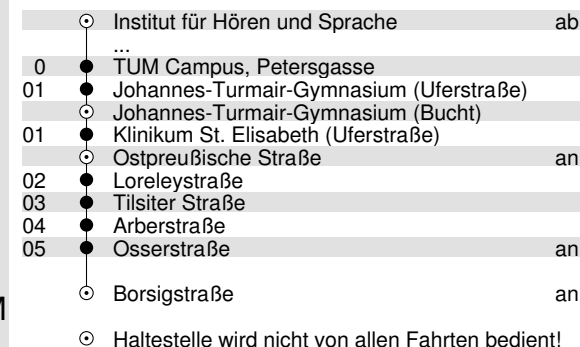 Institut für Hören und Sprache ab
...
0 TUM Campus, Petersgasse
01 Johannes-Turmair-Gymnasium (Uferstraße)
Johannes-Turmair-Gymnasium (Bucht)
01 Klinikum St. Elisabeth (Uferstraße)
Ostpreußische Straße an
02 Loreleystraße
03 Tilsiter Straße
04 Arberstraße
05 Osserstraße an
Borsigstraße an
Haltestelle wird nicht von allen Fahrten bedient!